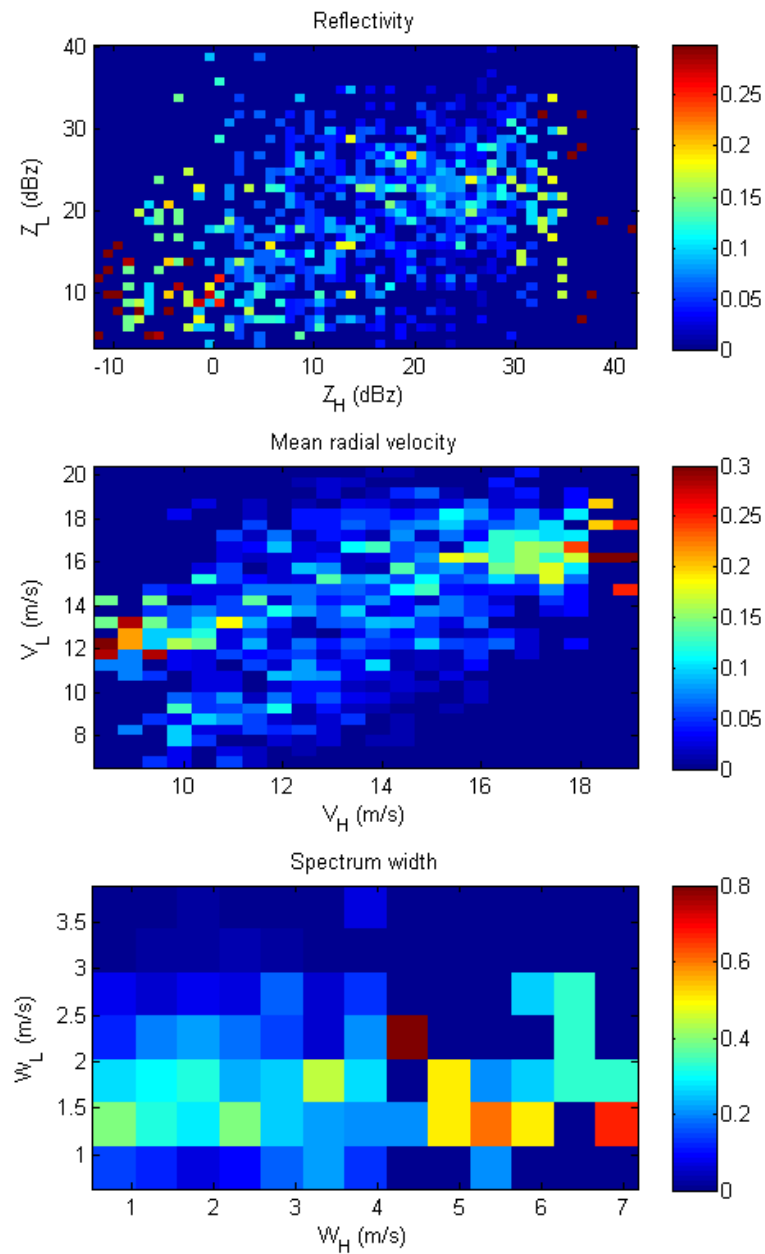 Reflectivity
Z_L (dBz)
40
30
20
10
-10 0 10 20 30 40
Z_H (dBz)
0.25
0.2
0.15
0.1
0.05
0
Mean radial velocity
V_L (m/s)
20
18
16
14
12
10
8
10 12 14 16 18
V_H (m/s)
0.3
0.25
0.2
0.15
0.1
0.05
0
Spectrum width
W_L (m/s)
3.5
3
2.5
2
1.5
1
1 2 3 4 5 6 7
W_H (m/s)
0.8
0.6
0.4
0.2
0